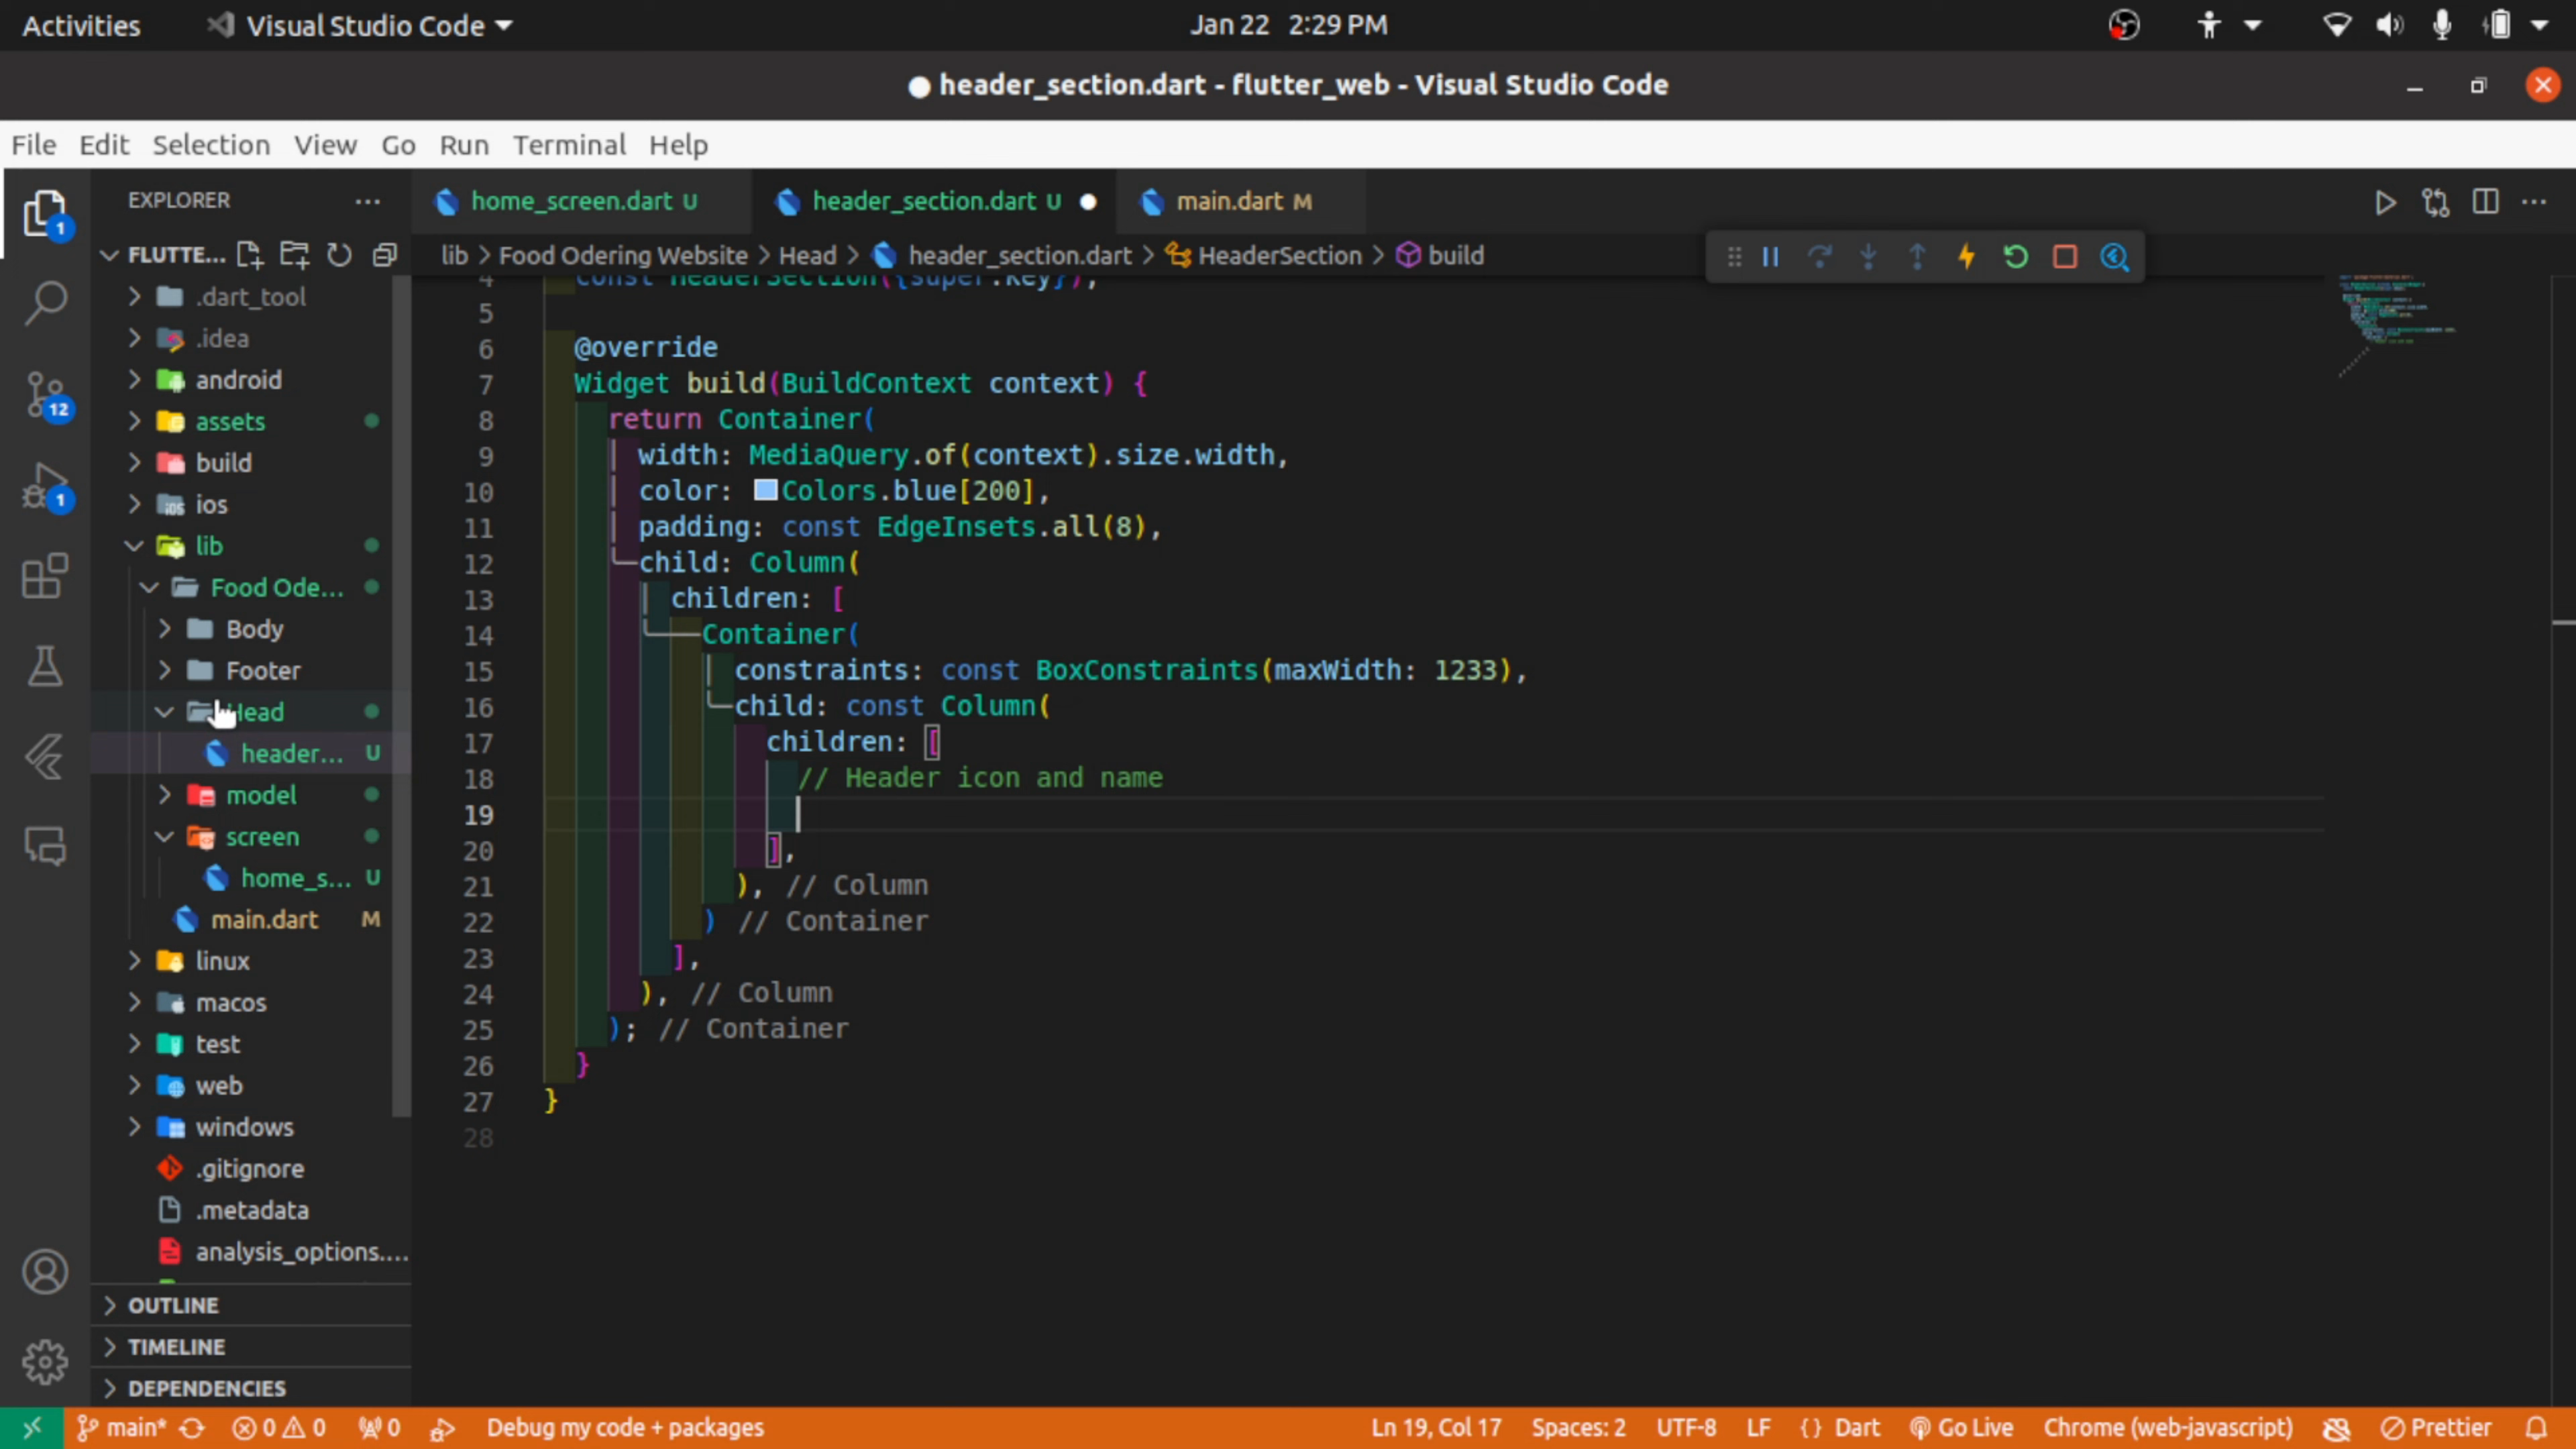 Activities
Visual Studio Code
Jan 22 2:29 PM
header_section.dart - flutter_web - Visual Studio Code
File Edit Selection View Go Run Terminal Help
EXPLORER
home_screen.dart U
header_section.dart U
main.dart M
FLUTTE...
lib > Food Odering Website > Head > header_section.dart > HeaderSection > build
1
12
1
.dart_tool
.idea
android
assets
build
ios
lib
Food Ode...
Body
Footer
Head
header... U
model
screen
home_s... U
main.dart M
linux
macos
test
web
windows
.gitignore
.metadata
analysis_options....
OUTLINE
TIMELINE
DEPENDENCIES
4 const HeaderSection({super.key});
5
6 @override
7 Widget build(BuildContext context) {
8 return Container(
9 width: MediaQuery.of(context).size.width,
10 color: Colors.blue[200],
11 padding: const EdgeInsets.all(8),
12 child: Column(
13 children: [
14 Container(
15 constraints: const BoxConstraints(maxWidth: 1233),
16 child: const Column(
17 children: [
18 // Header icon and name
19
20 ],
21 ), // Column
22 ) // Container
23 ],
24 ), // Column
25 ); // Container
26 }
27 }
28
main* 0 0 0 Debug my code + packages Ln 19, Col 17 Spaces: 2 UTF-8 LF {} Dart Go Live Chrome (web-javascript) Prettier